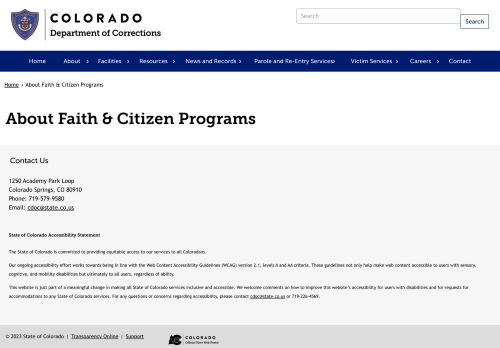 COLORADO
Department of Corrections
Search
Search
Home About Facilities Resources News and Records Parole and Re-Entry Services Victim Services Careers Contact
Home › About Faith & Citizen Programs
About Faith & Citizen Programs
Contact Us
1250 Academy Park Loop
Colorado Springs, CO 80910
Phone: 719-579-9580
Email: cdoc@state.co.us
State of Colorado Accessibility Statement
The State of Colorado is committed to providing equitable access to our services to all Coloradans.
Our ongoing accessibility effort works towards being in line with the Web Content Accessibility Guidelines (WCAG) version 2.1, levels A and AA criteria. These guidelines not only help make web content accessible to users with sensory,
cognitive, and mobility disabilities but ultimately to all users, regardless of ability.
This website is just part of a meaningful change in making all State of Colorado services inclusive and accessible. We welcome comments on how to improve this website's accessibility for users with disabilities and for requests for
accommodations to any State of Colorado services. For any questions or concerns regarding accessibility, please contact cdoc@state.co.us or 719-226-4569.
© 2023 State of Colorado | Transparency Online | Support
COLORADO
Official State Web Portal